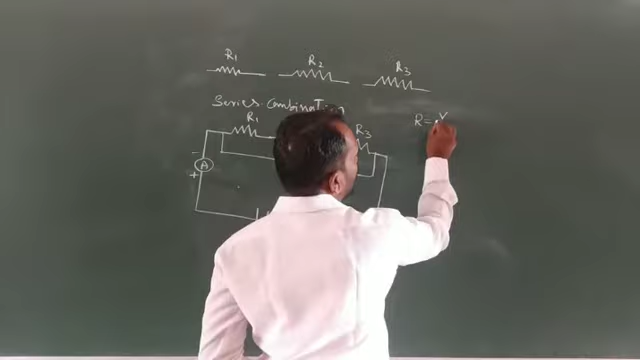 R1 R2 R3
Series Combination
R1 R3
R = V
- A
+